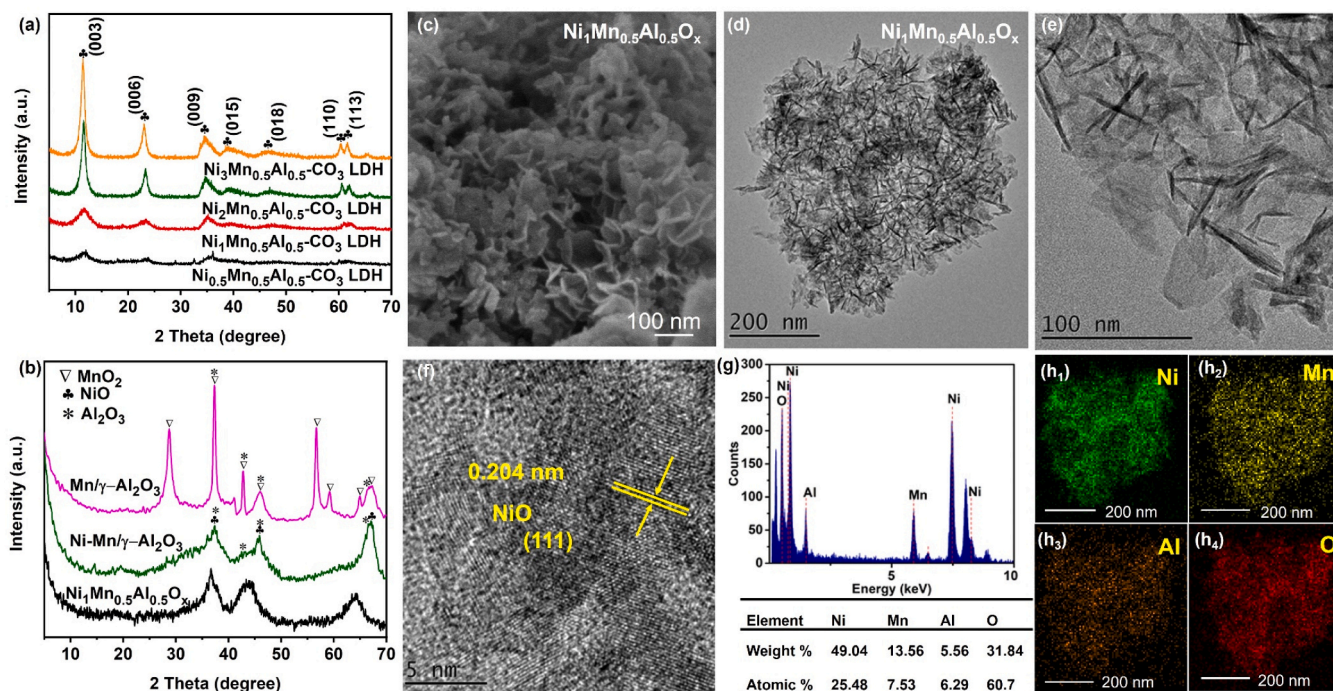 (a)
Intensity (a.u.)
♣ (003)
♣ (006)
♣ (009)
♣ (015)
♣ (018)
♣ (110)
♣ (113)
Ni₃Mn₀.₅Al₀.₅-CO₃ LDH
Ni₂Mn₀.₅Al₀.₅-CO₃ LDH
Ni₁Mn₀.₅Al₀.₅-CO₃ LDH
Ni₀.₅Mn₀.₅Al₀.₅-CO₃ LDH
10 20 30 40 50 60 70
2 Theta (degree)
(c) Ni₁Mn₀.₅Al₀.₅Oₓ
100 nm
(d) Ni₁Mn₀.₅Al₀.₅Oₓ
200 nm
(e)
100 nm
(b)
Intensity (a.u.)
▽ MnO₂
♣ NiO
* Al₂O₃
Mn/γ−Al₂O₃
Ni-Mn/γ−Al₂O₃
Ni₁Mn₀.₅Al₀.₅Oₓ
10 20 30 40 50 60 70
2 Theta (degree)
(f)
0.204 nm
NiO
(111)
5 nm
(g)
Counts
300
250
200
150
100
50
0
Ni
Ni
O
Al
Mn
Ni
Ni
5 10
Energy (keV)
Element Ni Mn Al O
Weight % 49.04 13.56 5.56 31.84
Atomic % 25.48 7.53 6.29 60.7
(h₁) Ni
200 nm
(h₂) Mn
200 nm
(h₃) Al
200 nm
(h₄) O
200 nm